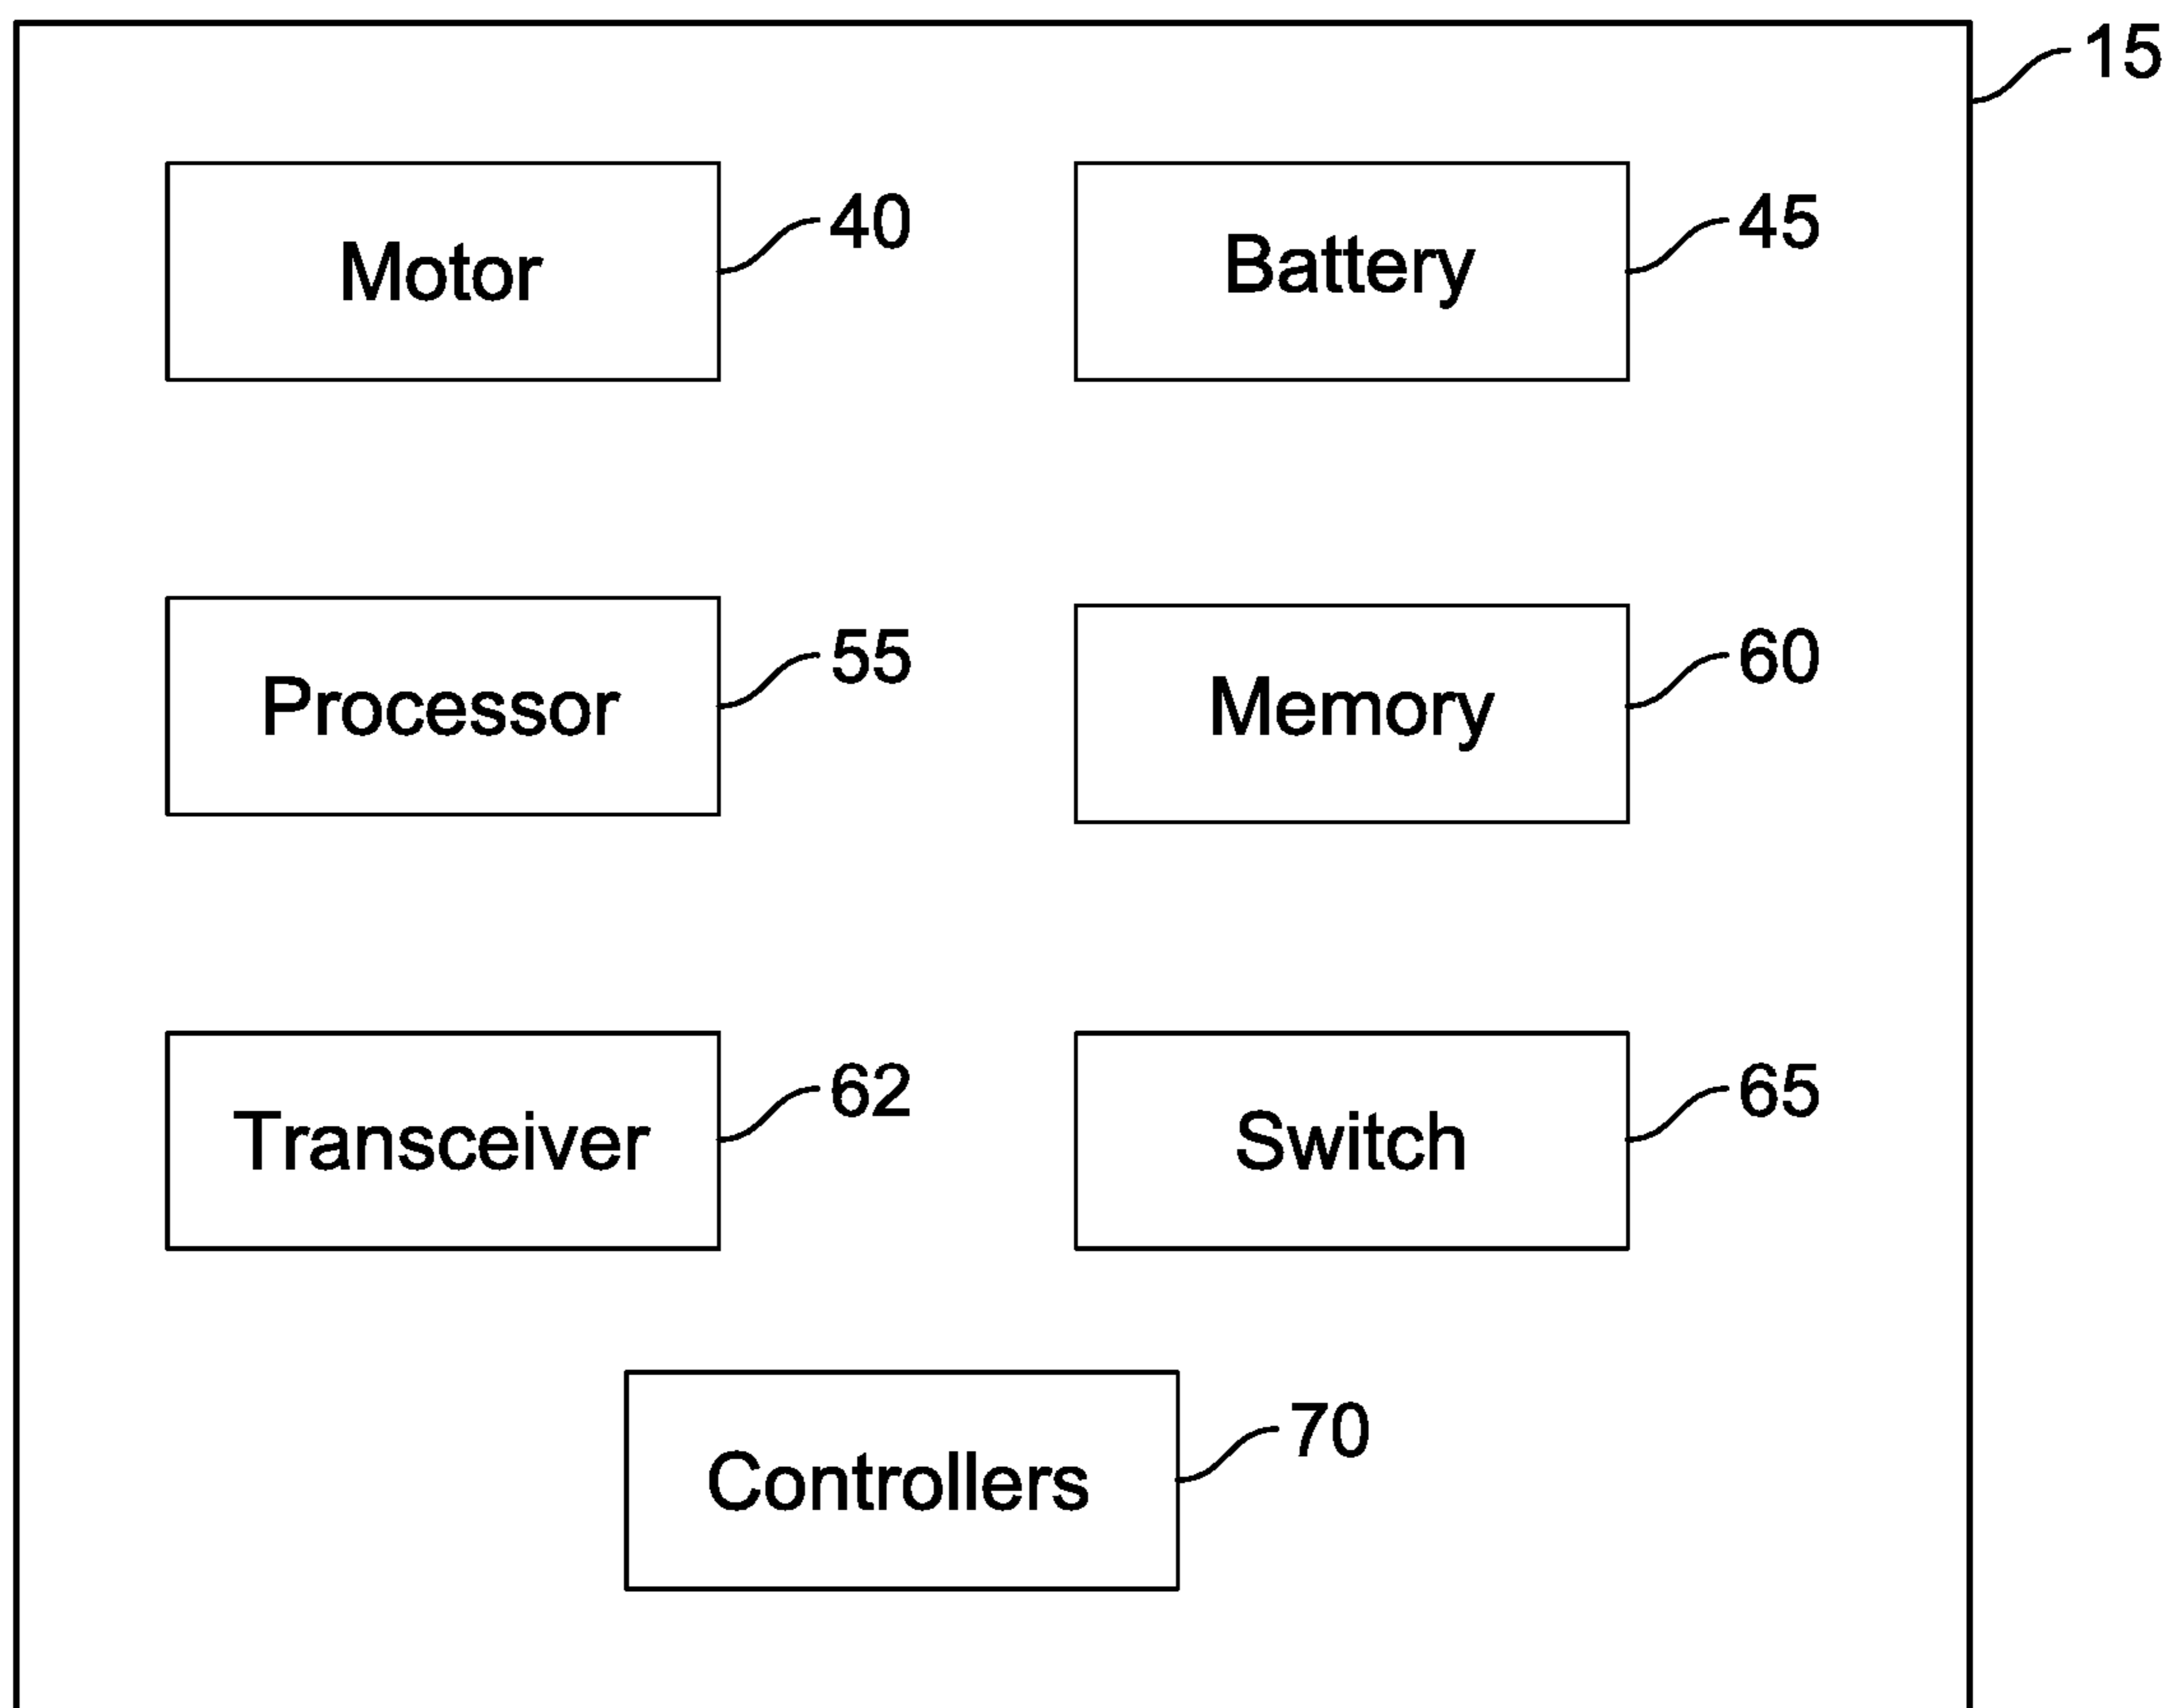 15
Motor
40
Battery
45
Processor
55
Memory
60
Transceiver
62
Switch
65
Controllers
70